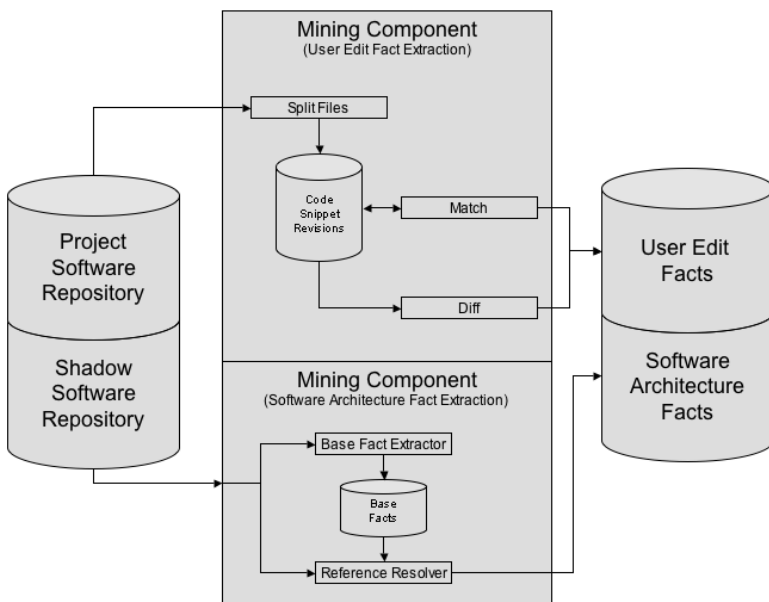 Mining Component
(User Edit Fact Extraction)
Split Files
Code
Snippet
Revisions
Match
Diff
Project
Software
Repository
Shadow
Software
Repository
User Edit
Facts
Software
Architecture
Facts
Mining Component
(Software Architecture Fact Extraction)
Base Fact Extractor
Base
Facts
Reference Resolver